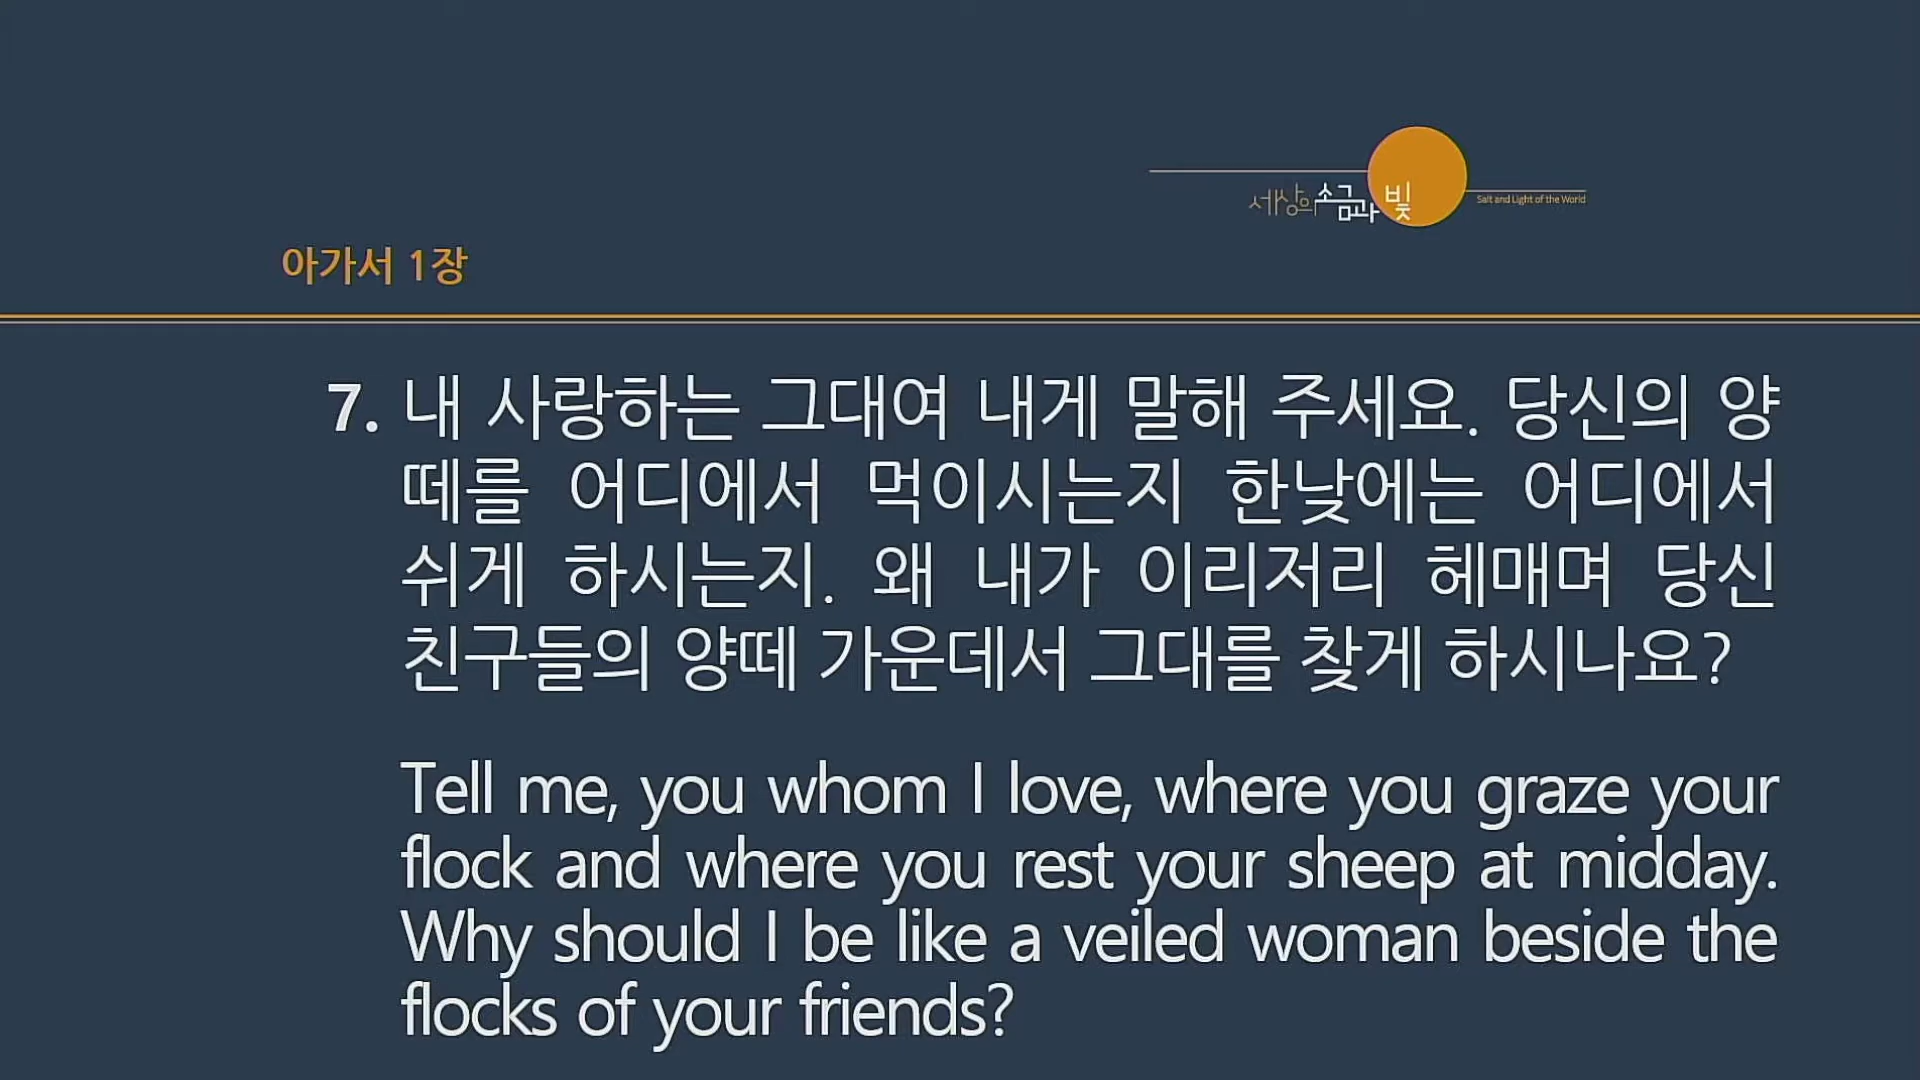 세상의소금과빛
Salt and Light of the World
아가서 1장
7. 내 사랑하는 그대여 내게 말해 주세요. 당신의 양
떼를 어디에서 먹이시는지 한낮에는 어디에서
쉬게 하시는지. 왜 내가 이리저리 헤매며 당신
친구들의 양떼 가운데서 그대를 찾게 하시나요?
Tell me, you whom I love, where you graze your
flock and where you rest your sheep at midday.
Why should I be like a veiled woman beside the
flocks of your friends?